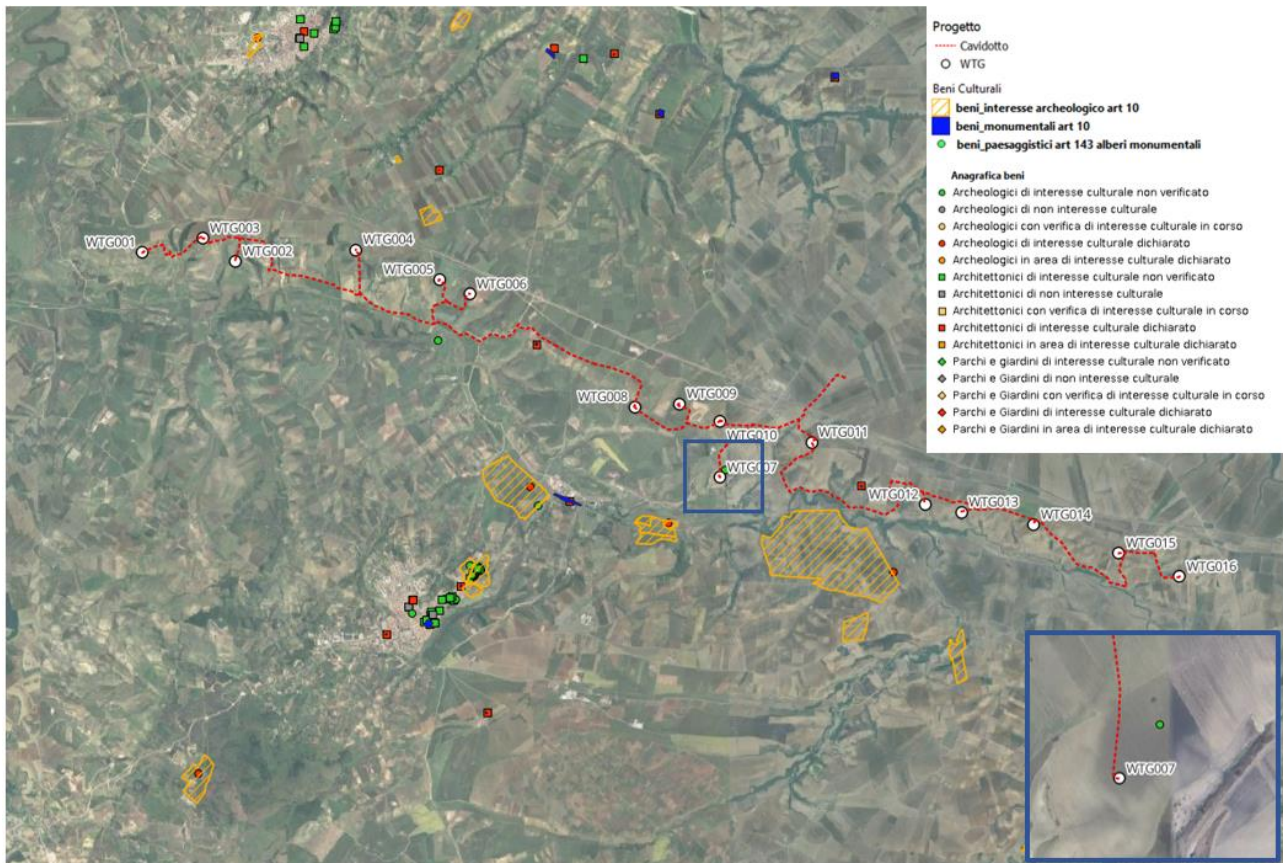 Progetto
Cavidotto
WTG
Beni Culturali
beni_interesse archeologico art 10
beni_monumentali art 10
beni_paesaggistici art 143 alberi monumentali
Anagrafica beni
Archeologici di interesse culturale non verificato
Archeologici di non interesse culturale
Archeologici con verifica di interesse culturale in corso
Archeologici di interesse culturale dichiarato
Archeologici in area di interesse culturale dichiarato
Architettonici di interesse culturale non verificato
Architettonici di non interesse culturale
Architettonici con verifica di interesse culturale in corso
Architettonici di interesse culturale dichiarato
Architettonici in area di interesse culturale dichiarato
Parchi e giardini di interesse culturale non verificato
Parchi e Giardini di non interesse culturale
Parchi e Giardini con verifica di interesse culturale in corso
Parchi e Giardini di interesse culturale dichiarato
Parchi e Giardini in area di interesse culturale dichiarato
WTG001
WTG003
WTG002
WTG004
WTG005
WTG006
WTG008
WTG009
WTG010
WTG011
WTG007
WTG012
WTG013
WTG014
WTG015
WTG016
WTG007